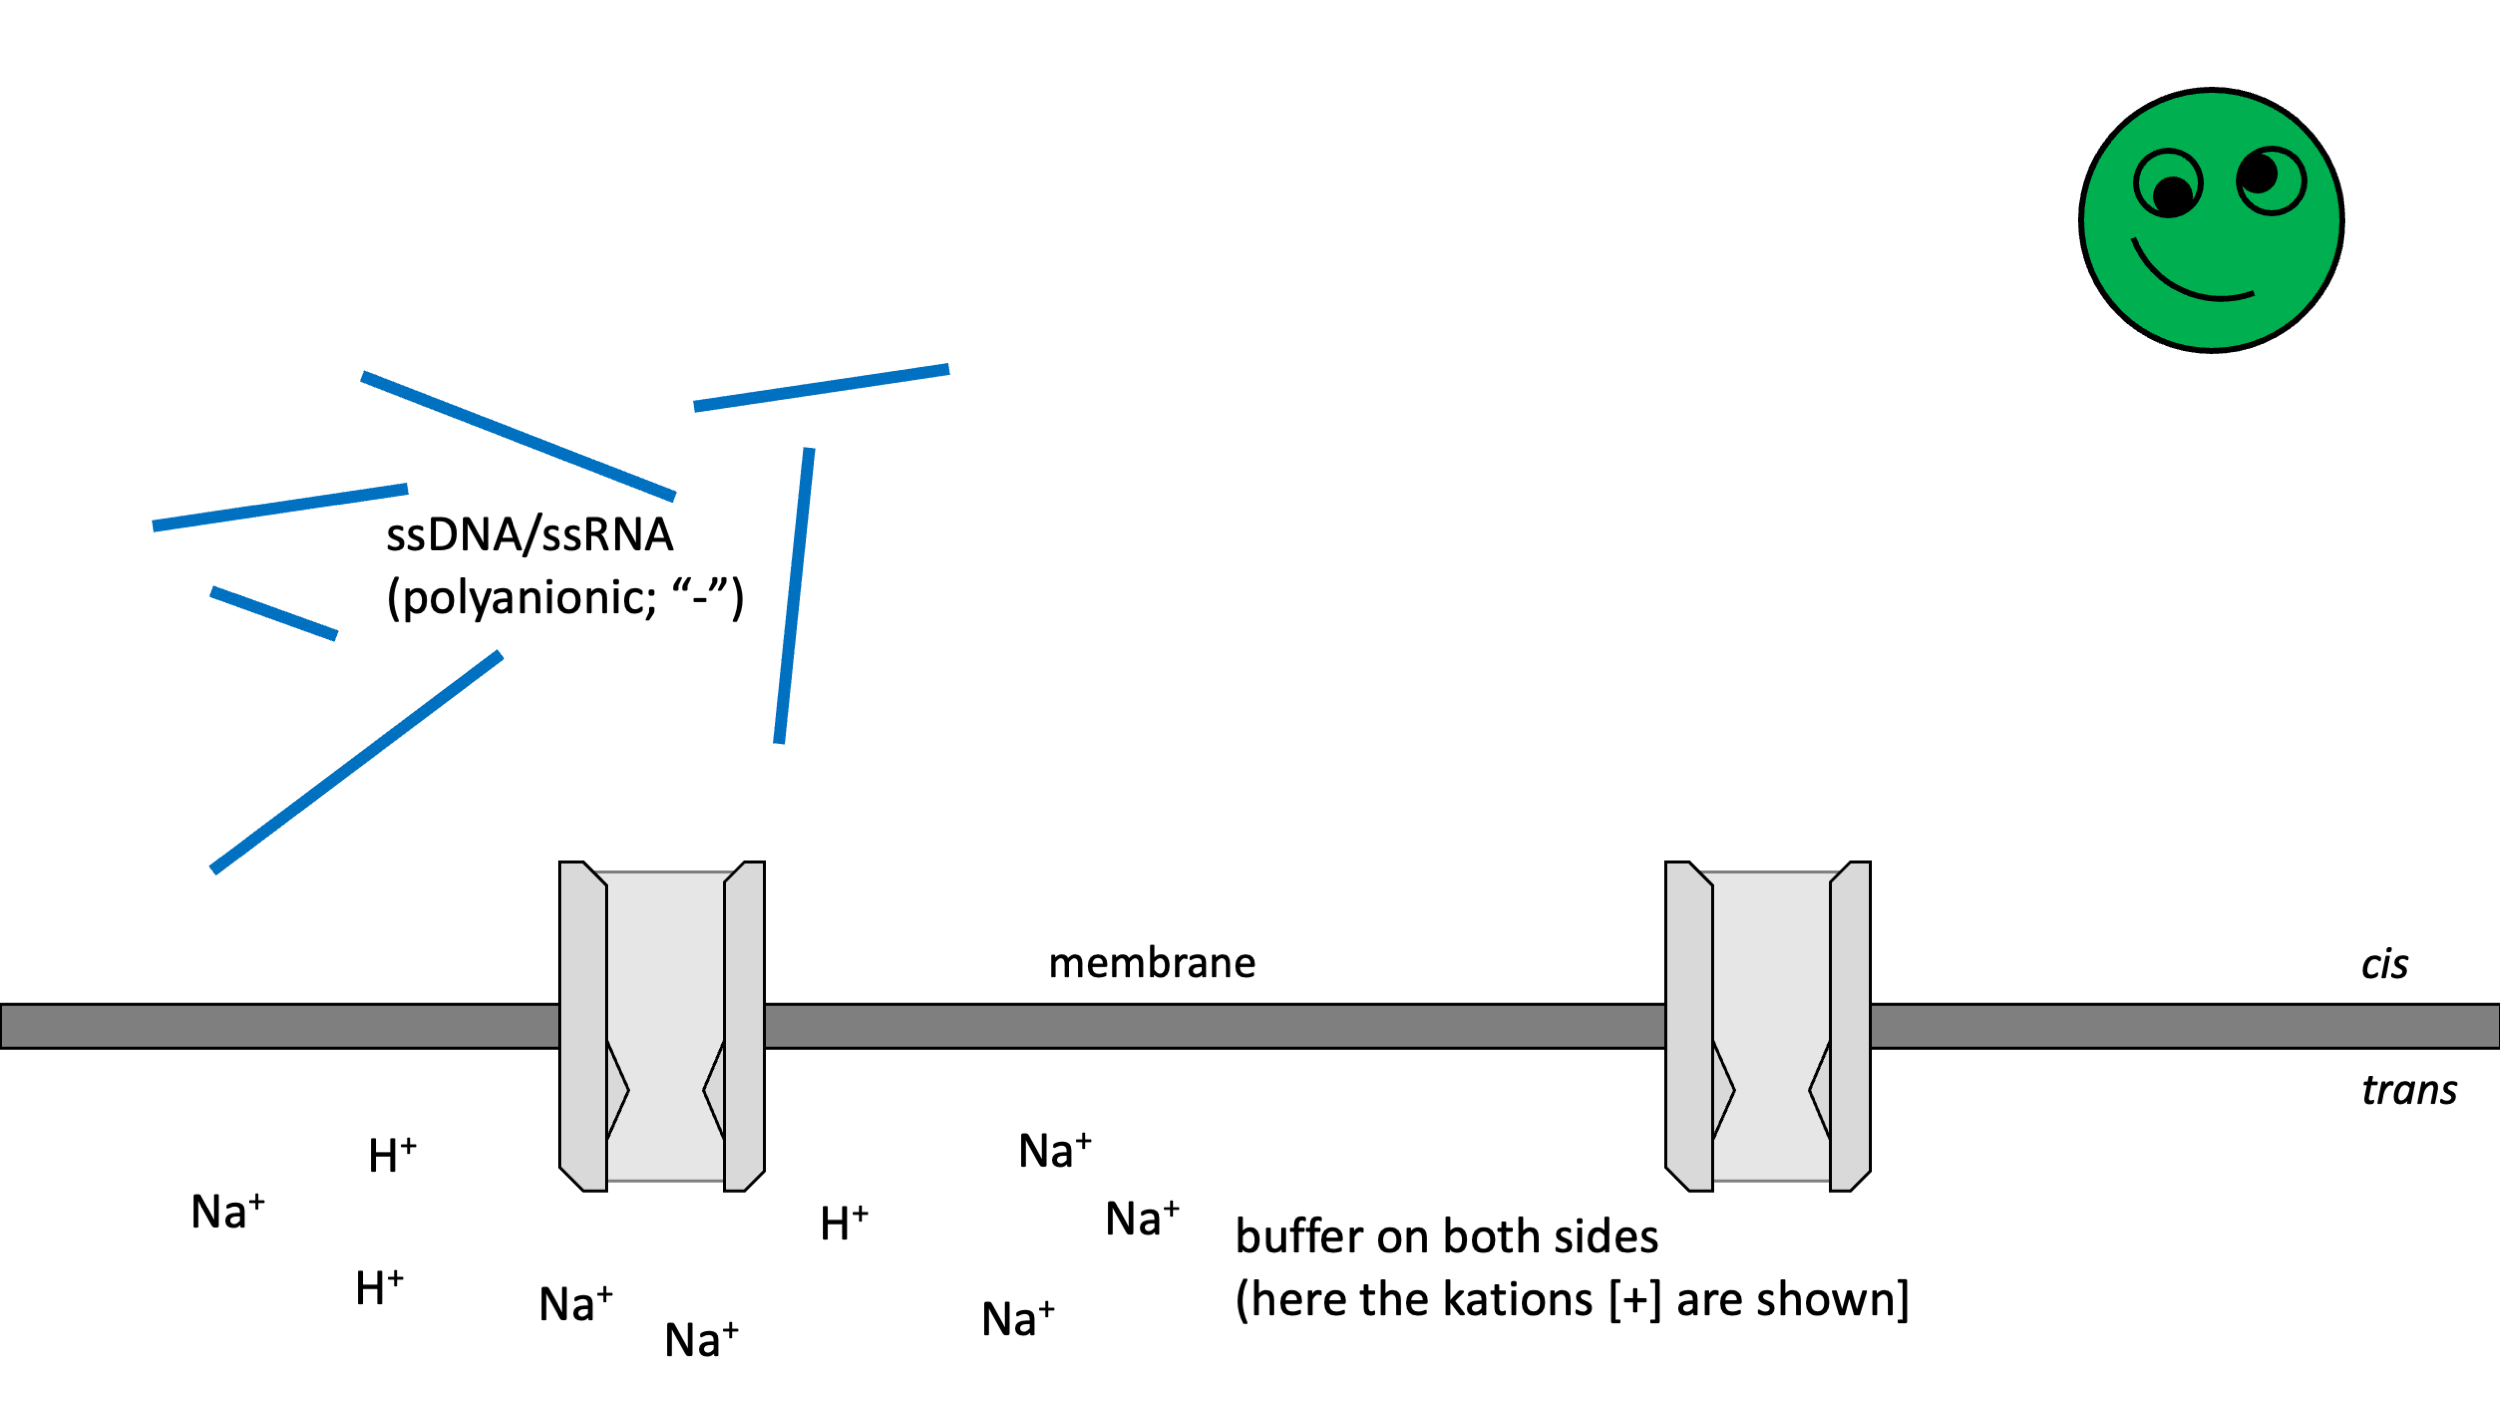 ssDNA/ssRNA
(polyanionic; “-”)
membrane
cis
trans
H⁺
Na⁺
Na⁺
H⁺
Na⁺
H⁺
Na⁺
Na⁺
Na⁺
buffer on both sides
(here the kations [+] are shown]